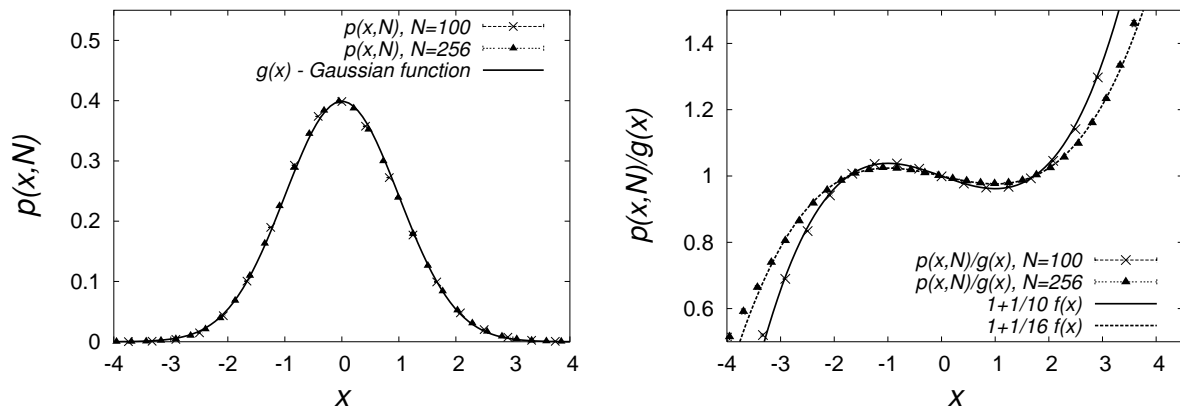 p(x,N)
0.5
0.4
0.3
0.2
0.1
0
-4 -3 -2 -1 0 1 2 3 4
x
p(x,N), N=100
p(x,N), N=256
g(x) - Gaussian function
p(x,N)/g(x)
1.4
1.2
1
0.8
0.6
-4 -3 -2 -1 0 1 2 3 4
x
p(x,N)/g(x), N=100
p(x,N)/g(x), N=256
1+1/10 f(x)
1+1/16 f(x)